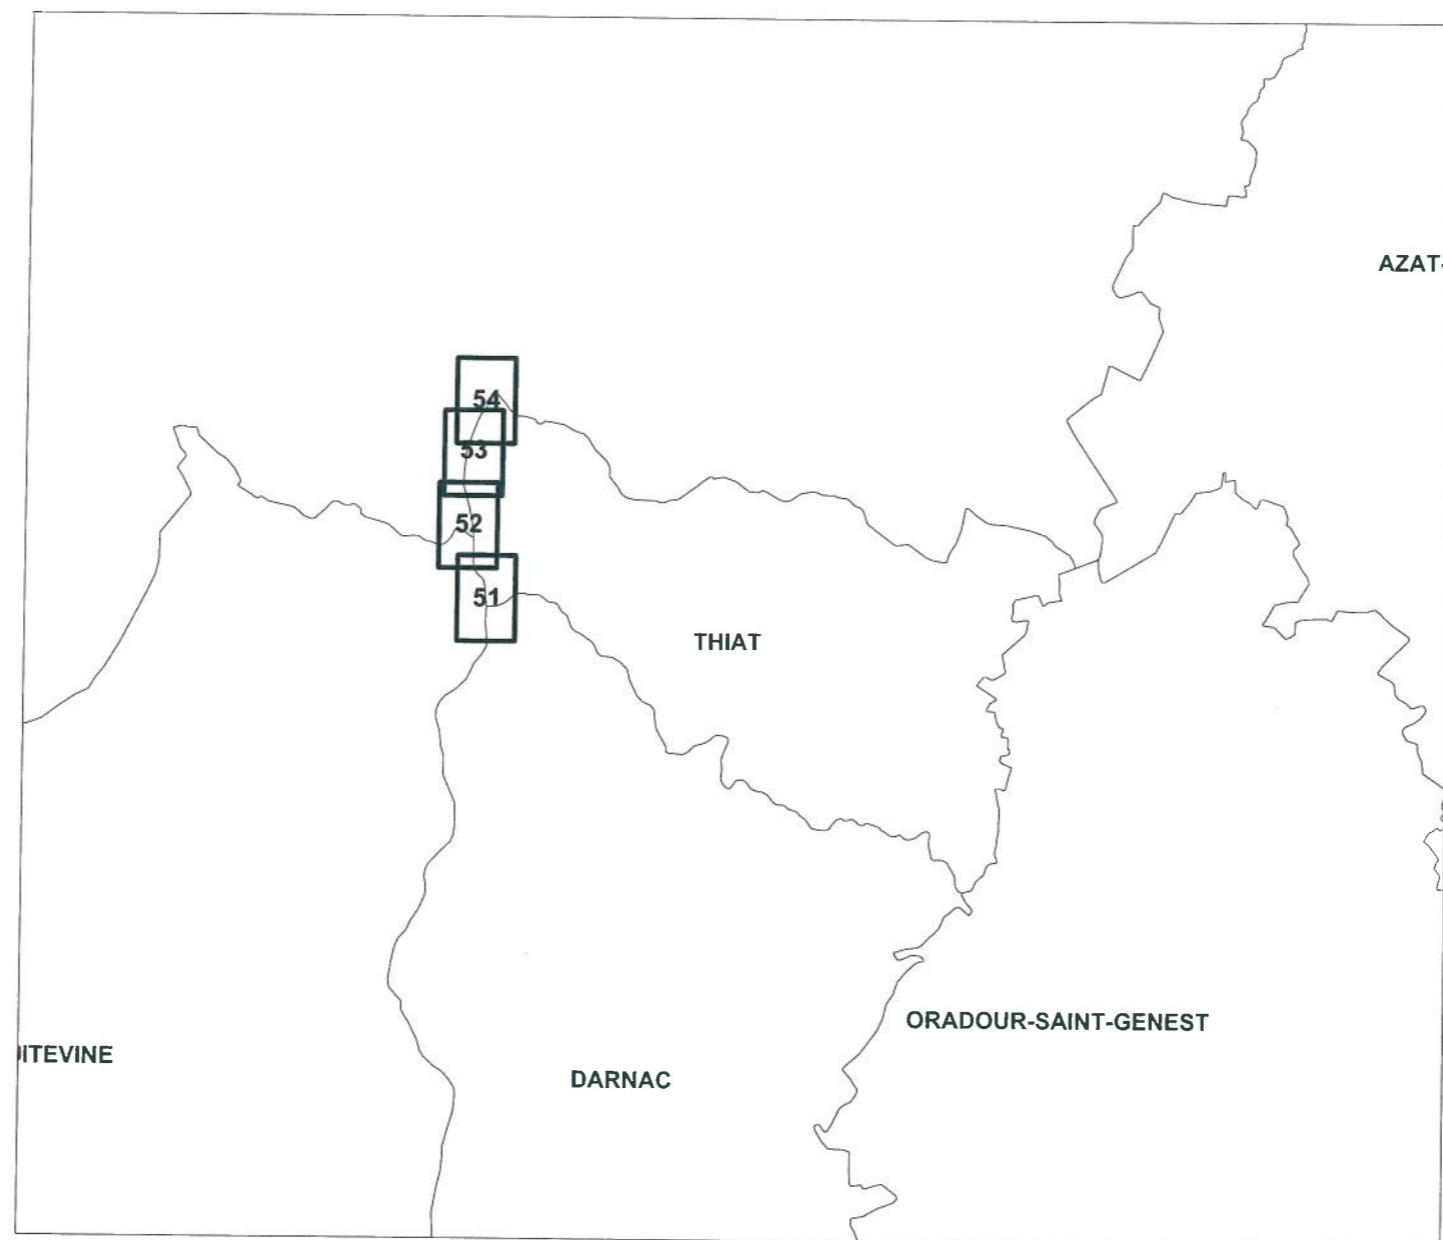 AZAT-
54
53
52
51
THIAT
ORADOUR-SAINT-GENEST
ITEVINE
DARNAC